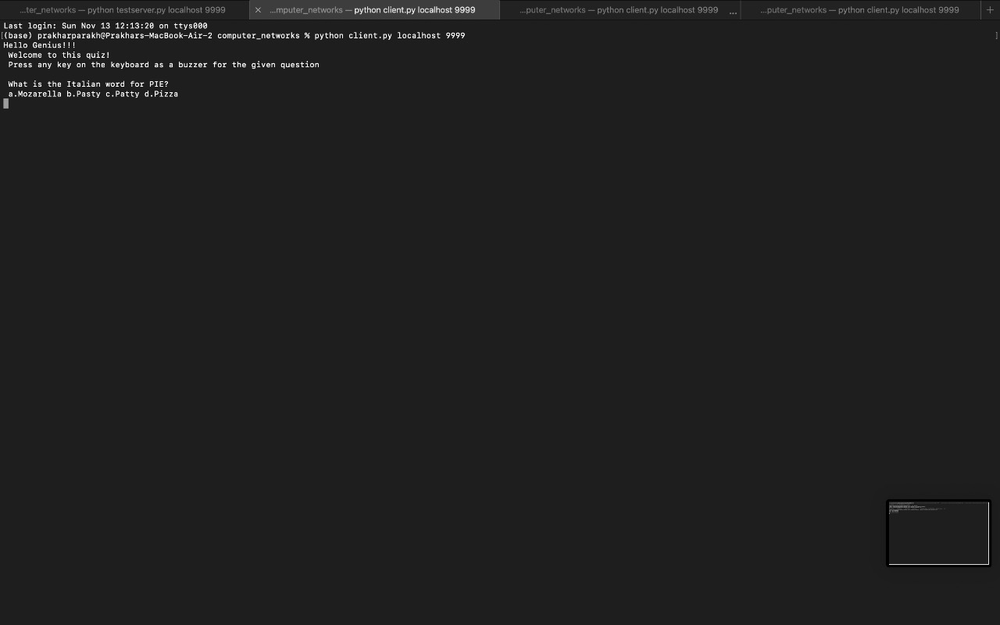 ...ter_networks — python testserver.py localhost 9999
...mputer_networks — python client.py localhost 9999
...puter_networks — python client.py localhost 9999
...puter_networks — python client.py localhost 9999
Last login: Sun Nov 13 12:13:20 on ttys000
(base) prakharparakh@Prakhars-MacBook-Air-2 computer_networks % python client.py localhost 9999
Hello Genius!!!
Welcome to this quiz!
Press any key on the keyboard as a buzzer for the given question
What is the Italian word for PIE?
a.Mozarella b.Pasty c.Patty d.Pizza